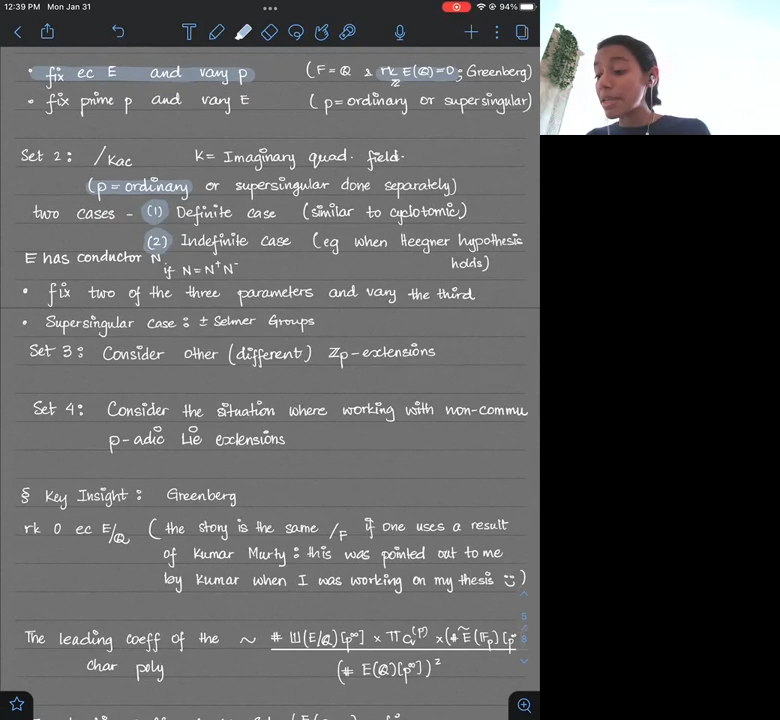 12:39 PM Mon Jan 31
94%
• fix ec E and vary p (F = Q & rk_Z E(Q) = 0; Greenberg)
• fix prime p and vary E (p = ordinary or supersingular)
Set 2: /Kac K = Imaginary quad. field.
(p = ordinary or supersingular done separately)
two cases - (1) Definite case (similar to cyclotomic)
(2) Indefinite case (eg when Heegner hypothesis holds)
E has conductor N
if N = N⁺N⁻
• fix two of the three parameters and vary the third
• Supersingular case: ± Selmer Groups
Set 3: Consider other (different) Zp-extensions
Set 4: Consider the situation where working with non-commu
p-adic Lie extensions
§ Key Insight: Greenberg
rk 0 ec E/Q (the story is the same /F if one uses a result
of Kumar Murty: this was pointed out to me
by Kumar when I was working on my thesis :))
The leading coeff of the char poly ~ # Ш(E/Q)[p^∞] × Π c_v^(p) × (# Ẽ(F_p)[p^
(# E(Q)[p^∞])²
5
8